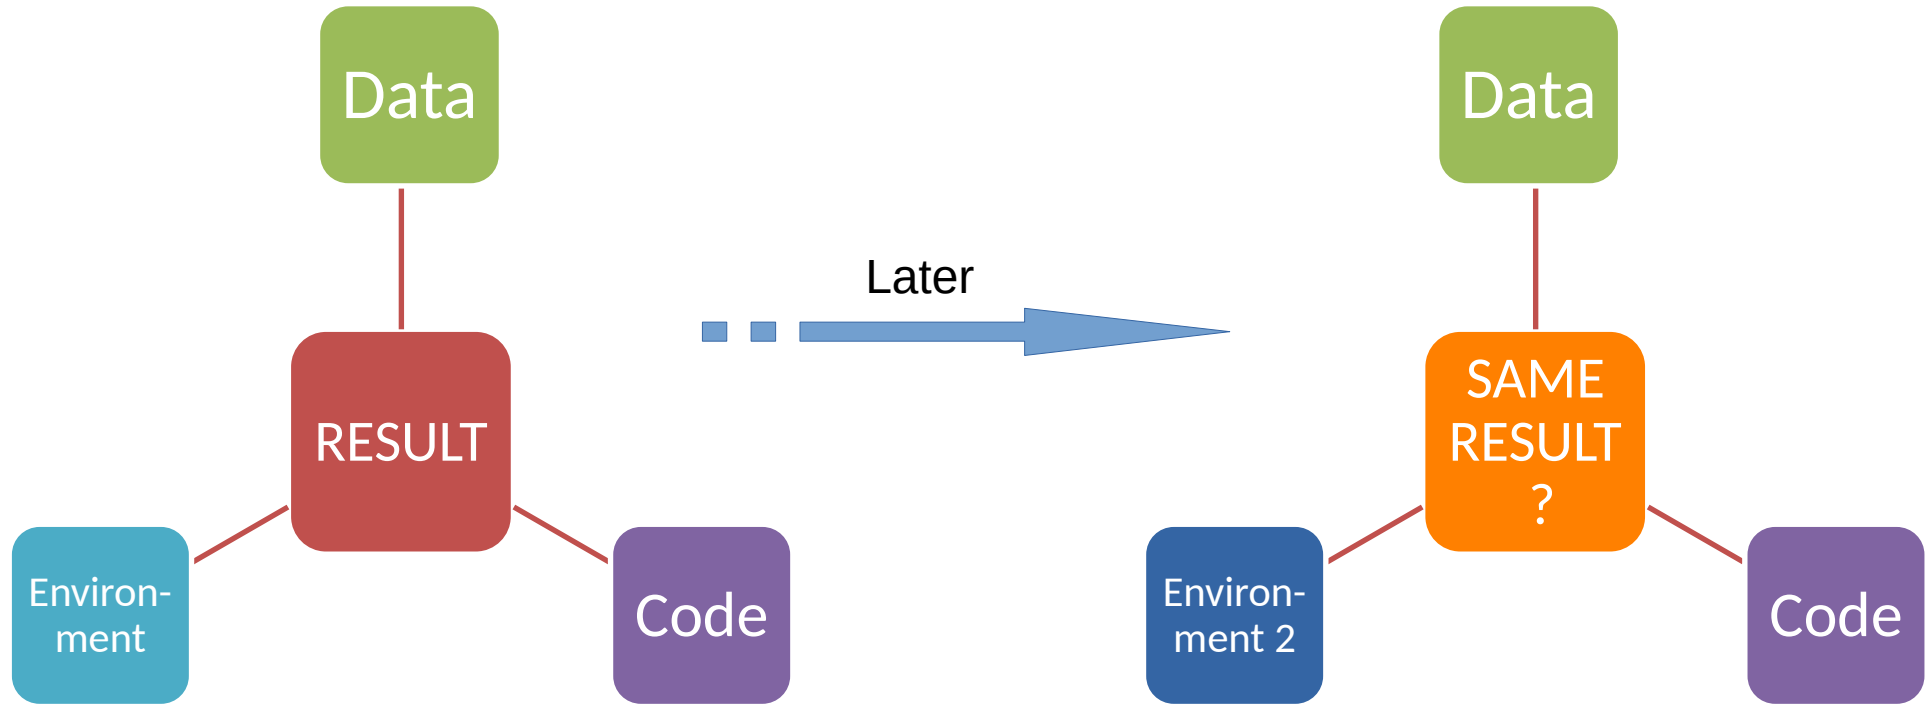 Data
RESULT
Environ-
ment
Code
Later
Data
SAME
RESULT
?
Environ-
ment 2
Code